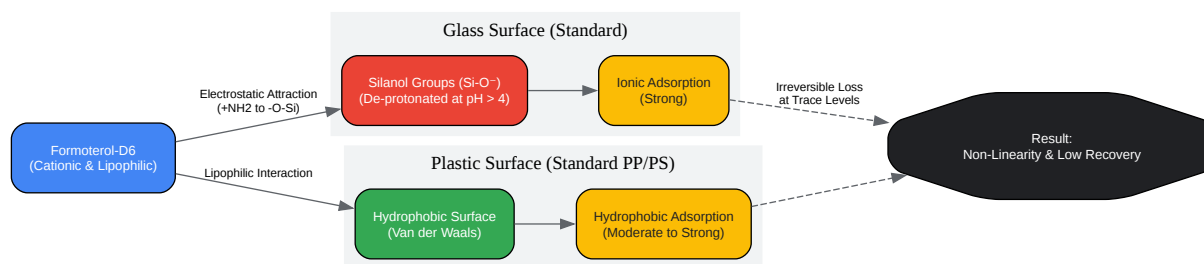 Glass Surface (Standard)
Silanol Groups (Si-O⁻)
(De-protonated at pH > 4)
Ionic Adsorption
(Strong)
Electrostatic Attraction
(+NH2 to -O-Si)
Irreversible Loss
at Trace Levels
Formoterol-D6
(Cationic & Lipophilic)
Result:
Non-Linearity & Low Recovery
Plastic Surface (Standard PP/PS)
Lipophilic Interaction
Hydrophobic Surface
(Van der Waals)
Hydrophobic Adsorption
(Moderate to Strong)